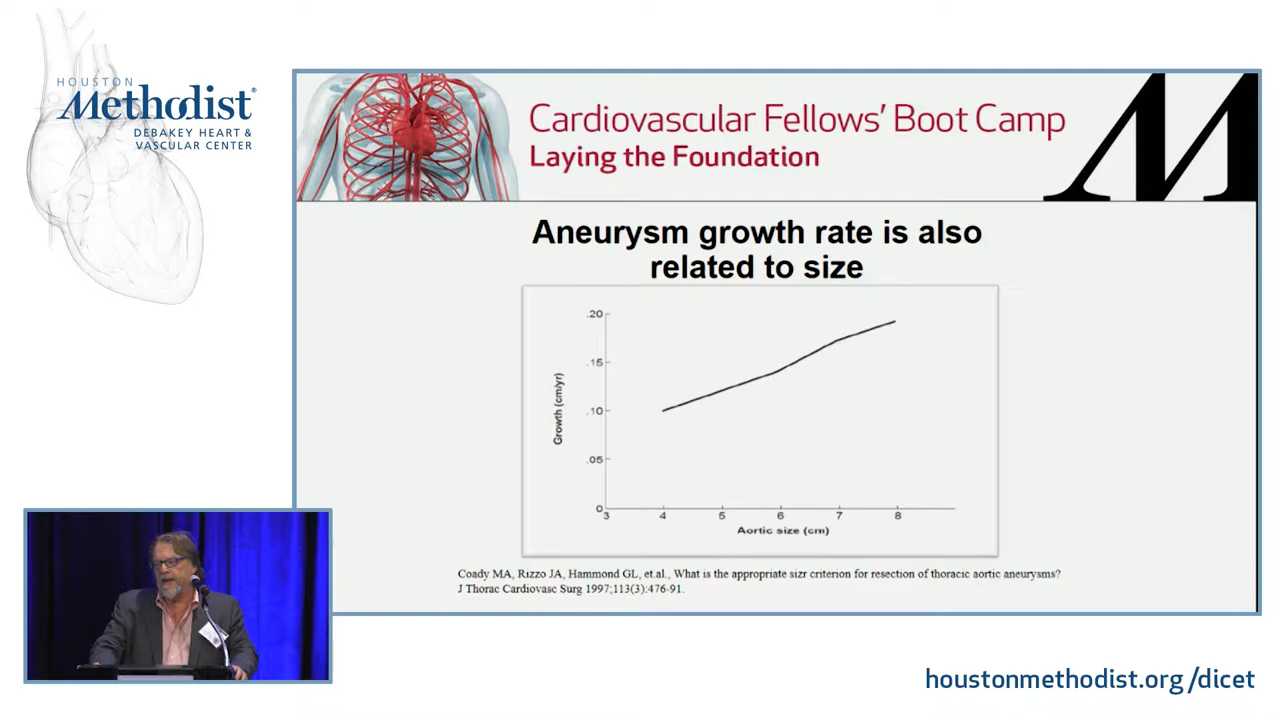 HOUSTON
Methodist®
DEBAKEY HEART &
VASCULAR CENTER
Cardiovascular Fellows' Boot Camp
Laying the Foundation
M
Aneurysm growth rate is also
related to size
.20
.15
.10
.05
0
Growth (cm/yr)
3 4 5 6 7 8
Aortic size (cm)
Coady MA, Rizzo JA, Hammond GL, et.al., What is the appropriate sizr criterion for resection of thoracic aortic aneurysms?
J Thorac Cardiovasc Surg 1997;113(3):476-91.
houstonmethodist.org/dicet